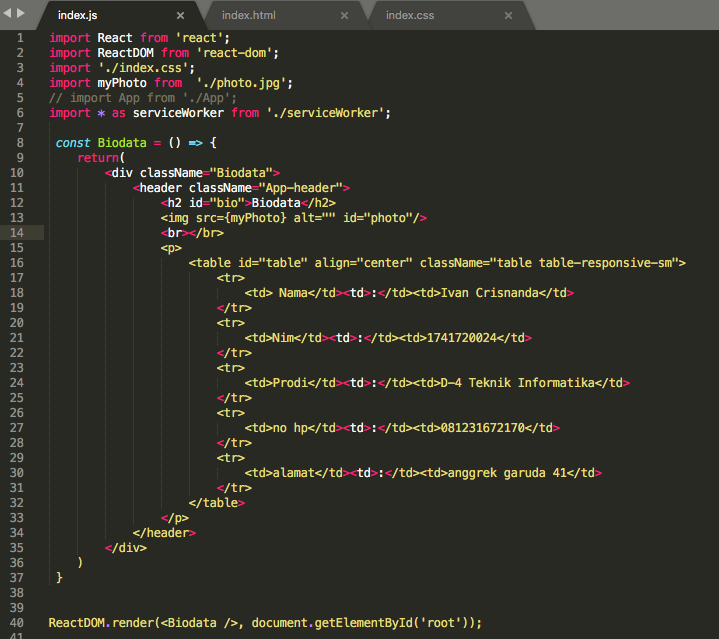 index.js × index.html × index.css ×
1 import React from 'react';
2 import ReactDOM from 'react-dom';
3 import './index.css';
4 import myPhoto from  './photo.jpg';
5 // import App from './App';
6 import * as serviceWorker from './serviceWorker';
7
8 const Biodata = () => {
9 return(
10 <div className="Biodata">
11 <header className="App-header">
12 <h2 id="bio">Biodata</h2>
13 <img src={myPhoto} alt="" id="photo"/>
14 <br></br>
15 <p>
16 <table id="table" align="center" className="table table-responsive-sm">
17 <tr>
18 <td> Nama</td><td>:</td><td>Ivan Crisnanda</td>
19 </tr>
20 <tr>
21 <td>Nim</td><td>:</td><td>1741720024</td>
22 </tr>
23 <tr>
24 <td>Prodi</td><td>:</td><td>D-4 Teknik Informatika</td>
25 </tr>
26 <tr>
27 <td>no hp</td><td>:</td><td>081231672170</td>
28 </tr>
29 <tr>
30 <td>alamat</td><td>:</td><td>anggrek garuda 41</td>
31 </tr>
32 </table>
33 </p>
34 </header>
35 </div>
36 )
37 }
38
39
40 ReactDOM.render(<Biodata />, document.getElementById('root'));
41